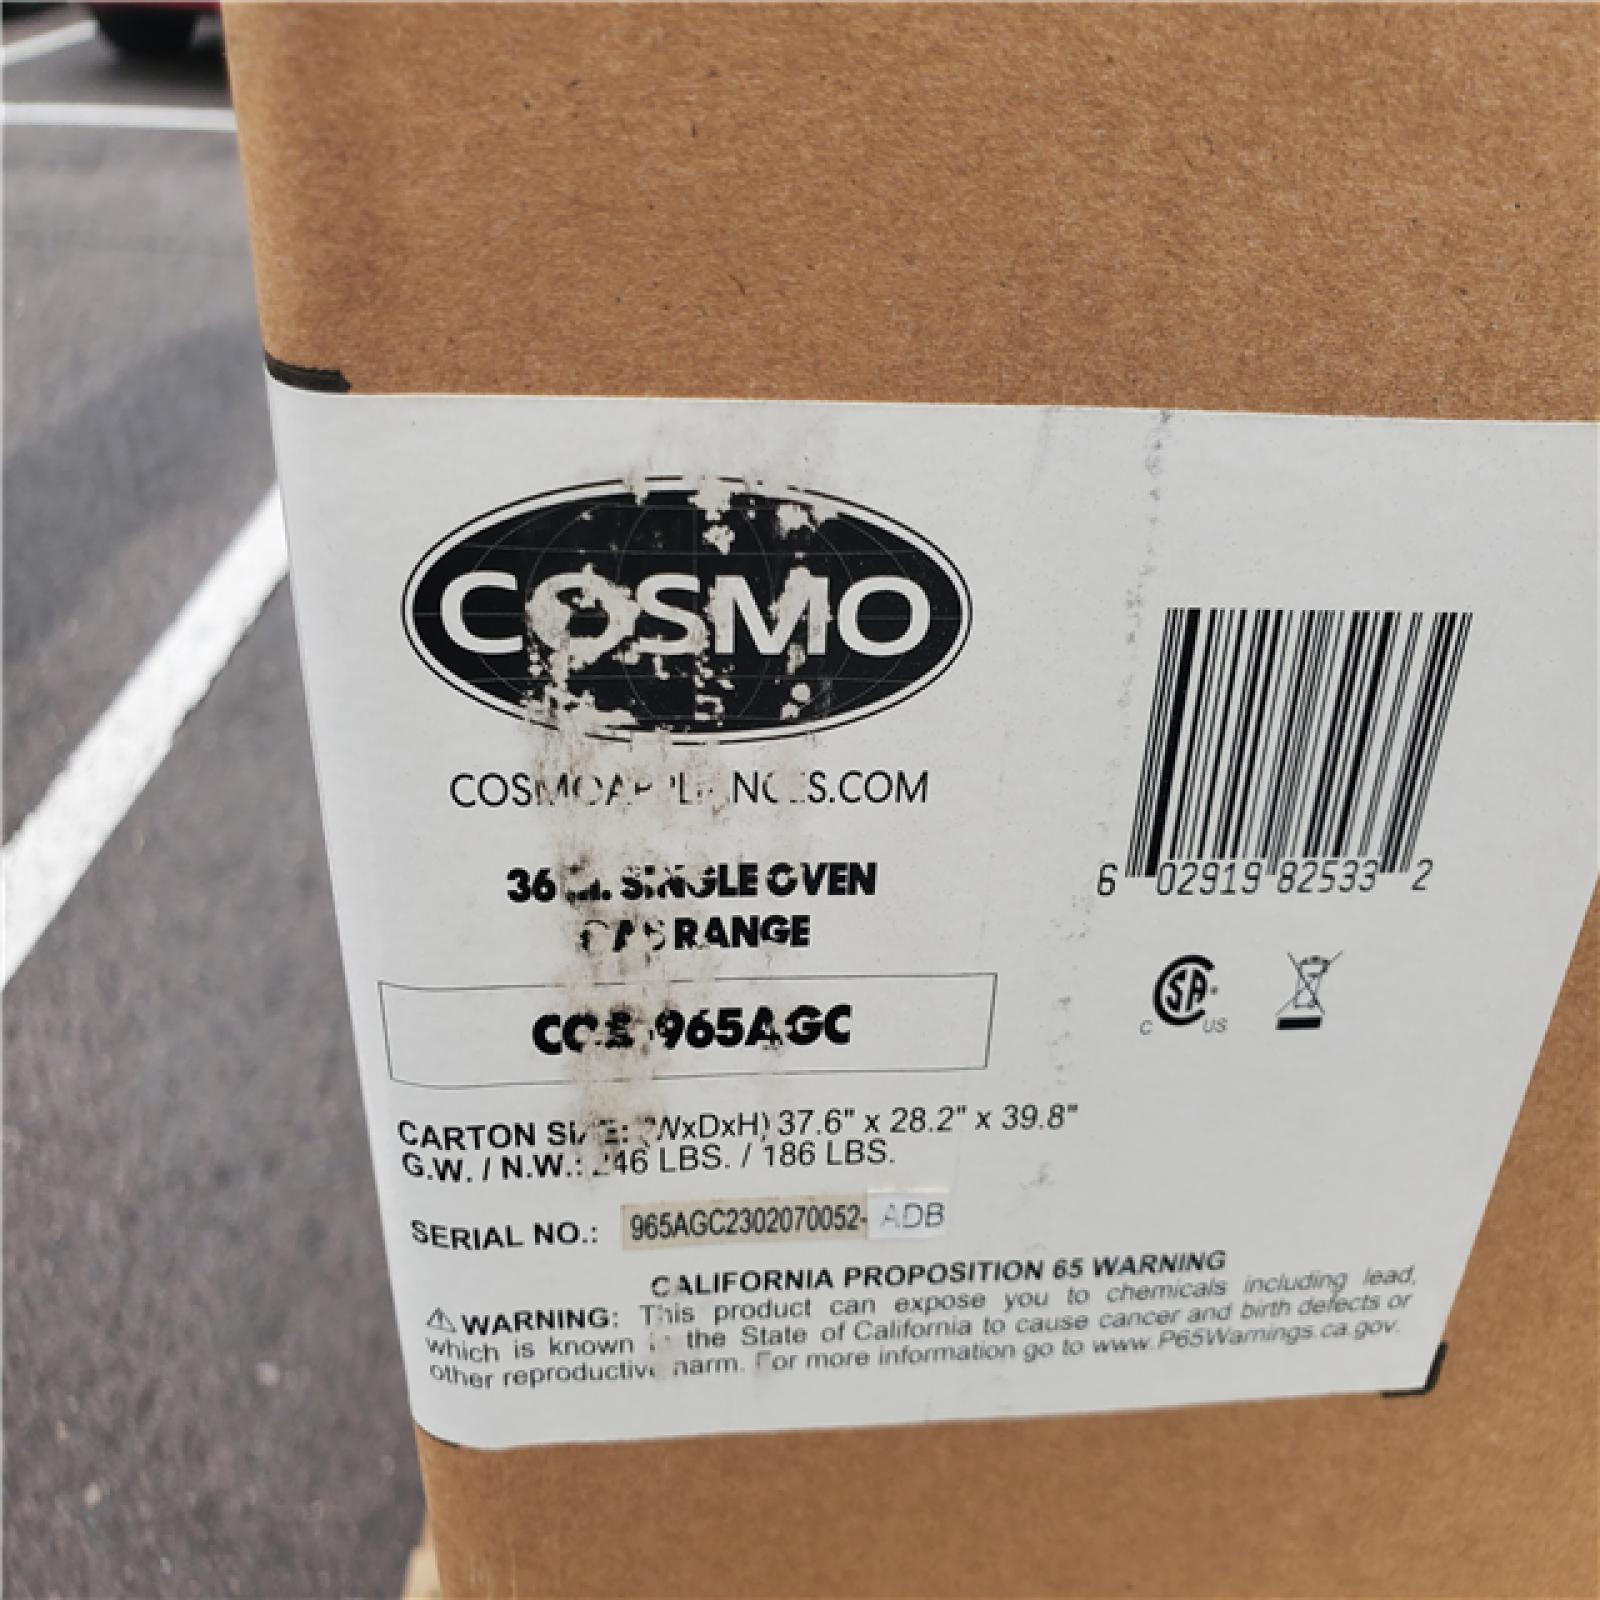 COSMO
COSMOAPPLIANCES.COM
36 in. SINGLE OVEN
GAS RANGE
COS-965AGC
CARTON SIZE: (WxDxH) 37.6" x 28.2" x 39.8"
G.W. / N.W.: 246 LBS. / 186 LBS.
SERIAL NO.: 965AGC2302070052- ADB
CALIFORNIA PROPOSITION 65 WARNING
⚠ WARNING: This product can expose you to chemicals including lead,
which is known to the State of California to cause cancer and birth defects or
other reproductive harm. For more information go to www.P65Warnings.ca.gov.
6 02919 82533 2
C SA US